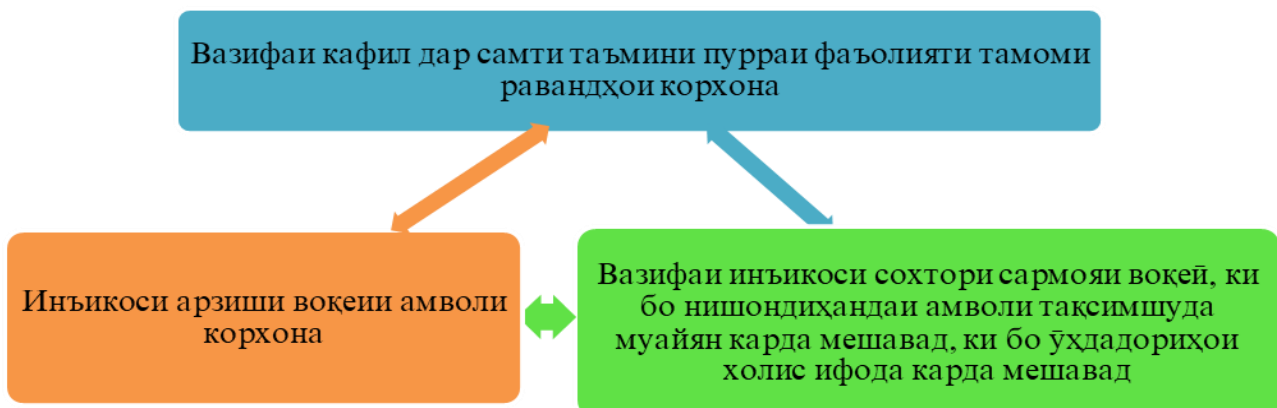 Вазифаи кафил дар самти таъмини пурраи фаъолияти тамоми
равандҳои корхона
Инъикоси арзиши воқеии амволи
корхона
Вазифаи инъикоси сохтори сармояи воқеӣ, ки
бо нишондиҳандаи амволи тақсимшуда
муайян карда мешавад, ки бо ӯҳдадориҳои
холис ифода карда мешавад